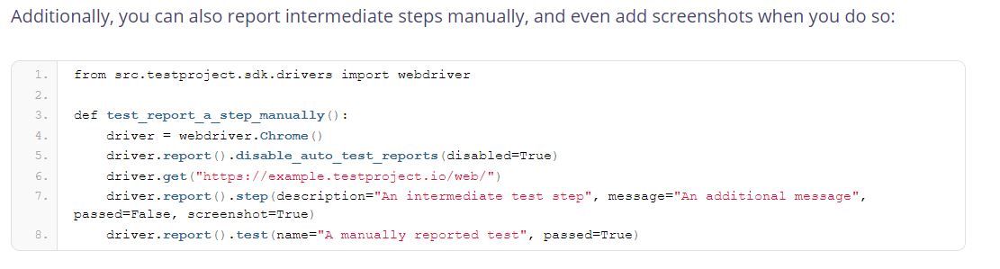 Additionally, you can also report intermediate steps manually, and even add screenshots when you do so:
1. from src.testproject.sdk.drivers import webdriver
2.
3. def test_report_a_step_manually():
4.     driver = webdriver.Chrome()
5.     driver.report().disable_auto_test_reports(disabled=True)
6.     driver.get("https://example.testproject.io/web/")
7.     driver.report().step(description="An intermediate test step", message="An additional message",
passed=False, screenshot=True)
8.     driver.report().test(name="A manually reported test", passed=True)